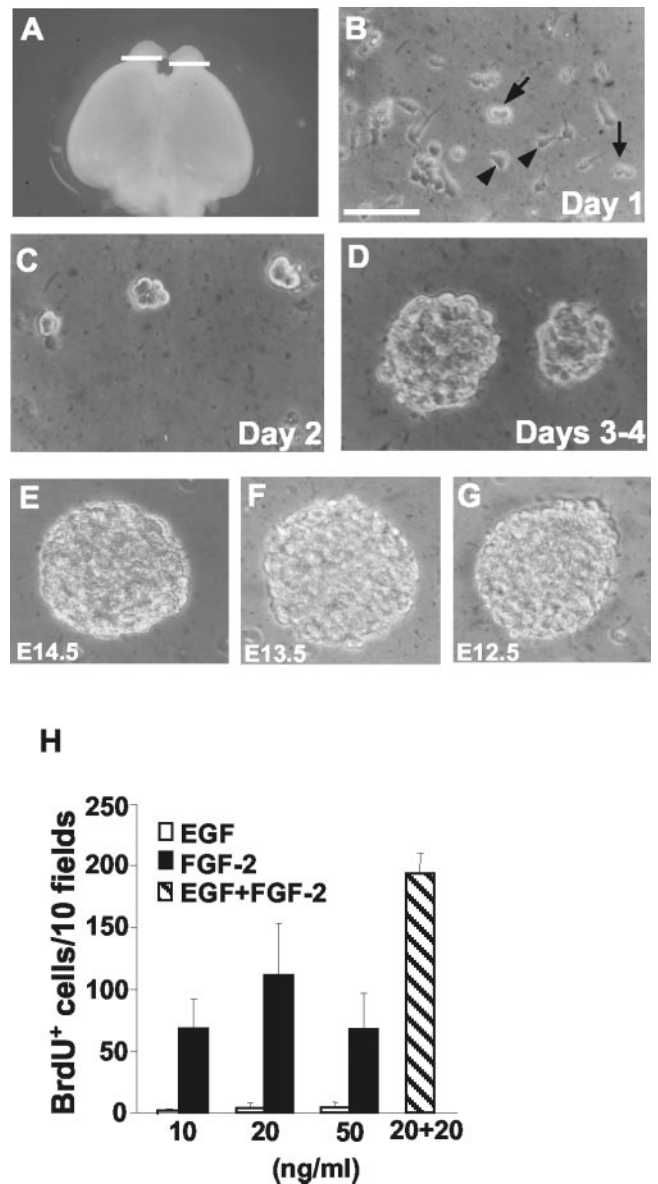 A
B
Day 1
C
Day 2
D
Days 3-4
E
E14.5
F
E13.5
G
E12.5
H
250
200
150
100
50
0
BrdU+ cells/10 fields
EGF
FGF-2
EGF+FGF-2
10 20 50 20+20
(ng/ml)